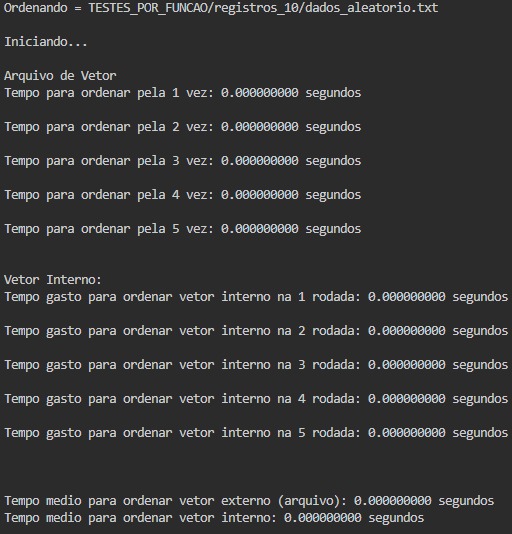 Ordenando = TESTES_POR_FUNCAO/registros_10/dados_aleatorio.txt
Iniciando...
Arquivo de Vetor
Tempo para ordenar pela 1 vez: 0.000000000 segundos
Tempo para ordenar pela 2 vez: 0.000000000 segundos
Tempo para ordenar pela 3 vez: 0.000000000 segundos
Tempo para ordenar pela 4 vez: 0.000000000 segundos
Tempo para ordenar pela 5 vez: 0.000000000 segundos
Vetor Interno:
Tempo gasto para ordenar vetor interno na 1 rodada: 0.000000000 segundos
Tempo gasto para ordenar vetor interno na 2 rodada: 0.000000000 segundos
Tempo gasto para ordenar vetor interno na 3 rodada: 0.000000000 segundos
Tempo gasto para ordenar vetor interno na 4 rodada: 0.000000000 segundos
Tempo gasto para ordenar vetor interno na 5 rodada: 0.000000000 segundos
Tempo medio para ordenar vetor externo (arquivo): 0.000000000 segundos
Tempo medio para ordenar vetor interno: 0.000000000 segundos